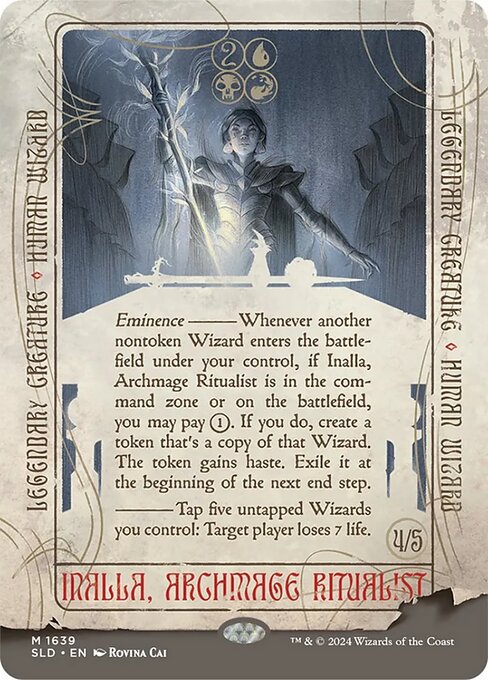 2
LEGENDARY CREATURE ⬥ HUMAN WIZARD
LEGENDARY CREATURE ⬥ HUMAN WIZARD
Eminence —— Whenever another
nontoken Wizard enters the battle-
field under your control, if Inalla,
Archmage Ritualist is in the com-
mand zone or on the battlefield,
you may pay 1. If you do, create a
token that's a copy of that Wizard.
The token gains haste. Exile it at
the beginning of the next end step.
—— Tap five untapped Wizards
you control: Target player loses 7 life.
4/5
INALLA, ARCHMAGE RITUALIST
M 1639
SLD • EN ROVINA CAI
™ & © 2024 Wizards of the Coast